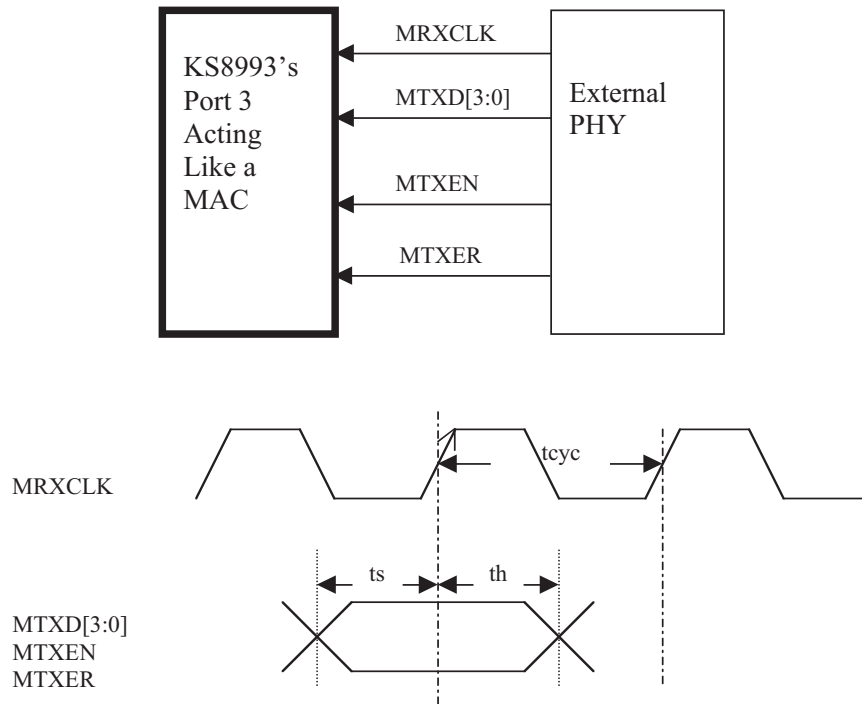 MRXCLK
KS8993's
Port 3
Acting
Like a
MAC
MTXD[3:0]
External
PHY
MTXEN
MTXER
tcyc
MRXCLK
ts
th
MTXD[3:0]
MTXEN
MTXER